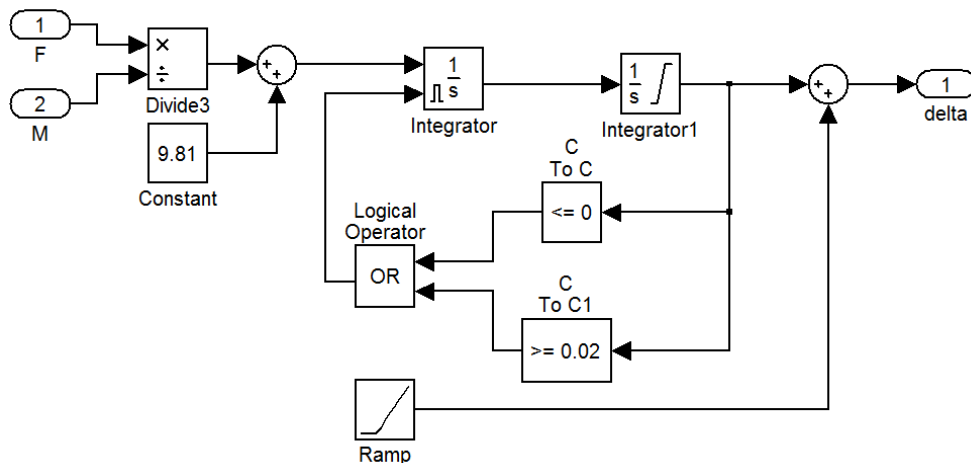 1
F
2
M
×
÷
Divide3
+
+
9.81
Constant
1
s
Integrator
1
s
Integrator1
+
+
1
delta
C
To C
<= 0
Logical
Operator
OR
C
To C1
>= 0.02
Ramp